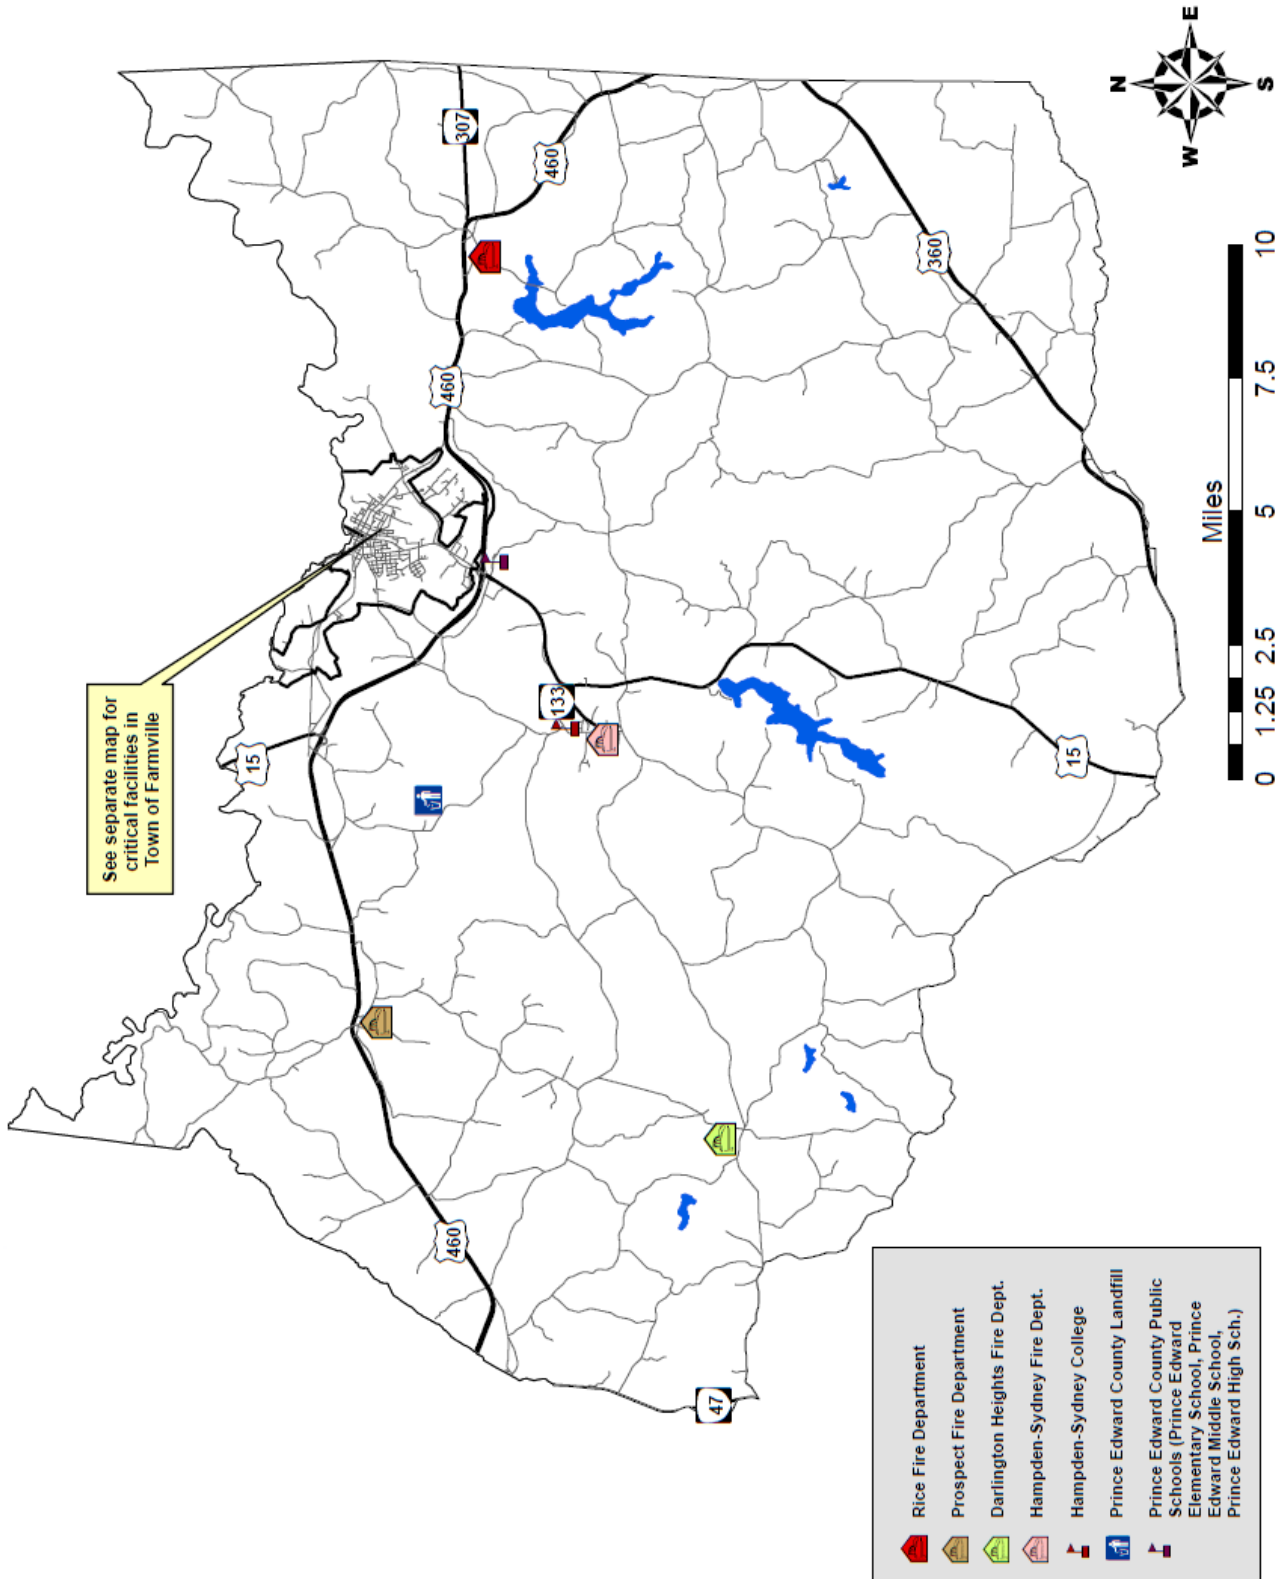 See separate map for
critical facilities in
Town of Farmville
N
E
S
W
307
460
460
15
133
360
460
15
47
Miles
0 1.25 2.5 5 7.5 10
Rice Fire Department
Prospect Fire Department
Darlington Heights Fire Dept.
Hampden-Sydney Fire Dept.
Hampden-Sydney College
Prince Edward County Landfill
Prince Edward County Public
Schools (Prince Edward
Elementary School, Prince
Edward Middle School,
Prince Edward High Sch.)